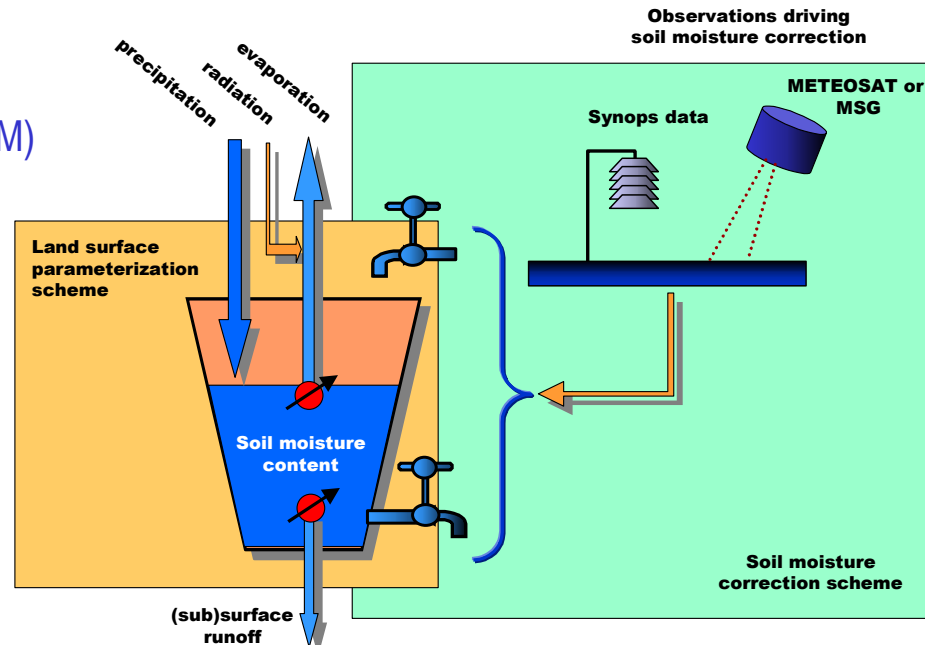 Observations driving
soil moisture correction
precipitation
radiation
evaporation
M)
METEOSAT or
MSG
Synops data
Land surface
parameterization
scheme
Soil moisture
content
Soil moisture
correction scheme
(sub)surface
runoff